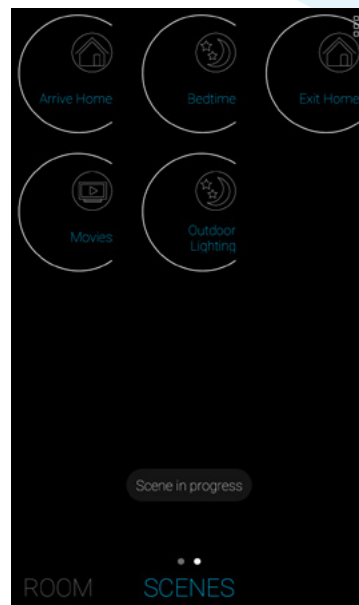 Arrive Home
Bedtime
Exit Home
Movies
Outdoor
Lighting
Scene in progress
ROOM
SCENES